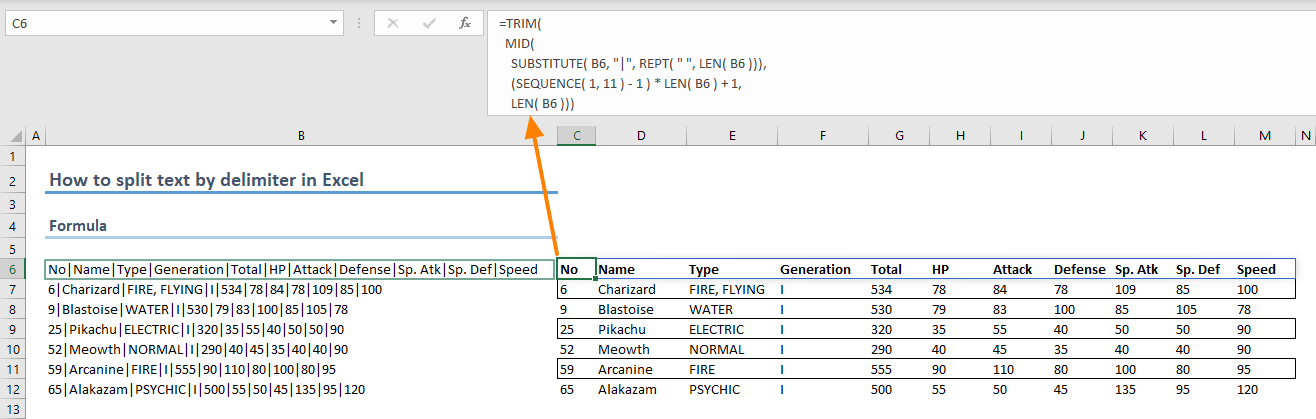 C6
fx
=TRIM(
MID(
SUBSTITUTE( B6, "|", REPT( " ", LEN( B6 ))),
(SEQUENCE( 1, 11 ) - 1 ) * LEN( B6 ) + 1,
LEN( B6 )))
A B C D E F G H I J K L M N
1
2 How to split text by delimiter in Excel
3
4 Formula
5
6 No|Name|Type|Generation|Total|HP|Attack|Defense|Sp. Atk|Sp. Def|Speed No Name Type Generation Total HP Attack Defense Sp. Atk Sp. Def Speed
7 6|Charizard|FIRE, FLYING|I|534|78|84|78|109|85|100 6 Charizard FIRE, FLYING I 534 78 84 78 109 85 100
8 9|Blastoise|WATER|I|530|79|83|100|85|105|78 9 Blastoise WATER I 530 79 83 100 85 105 78
9 25|Pikachu|ELECTRIC|I|320|35|55|40|50|50|90 25 Pikachu ELECTRIC I 320 35 55 40 50 50 90
10 52|Meowth|NORMAL|I|290|40|45|35|40|40|90 52 Meowth NORMAL I 290 40 45 35 40 40 90
11 59|Arcanine|FIRE|I|555|90|110|80|100|80|95 59 Arcanine FIRE I 555 90 110 80 100 80 95
12 65|Alakazam|PSYCHIC|I|500|55|50|45|135|95|120 65 Alakazam PSYCHIC I 500 55 50 45 135 95 120
13